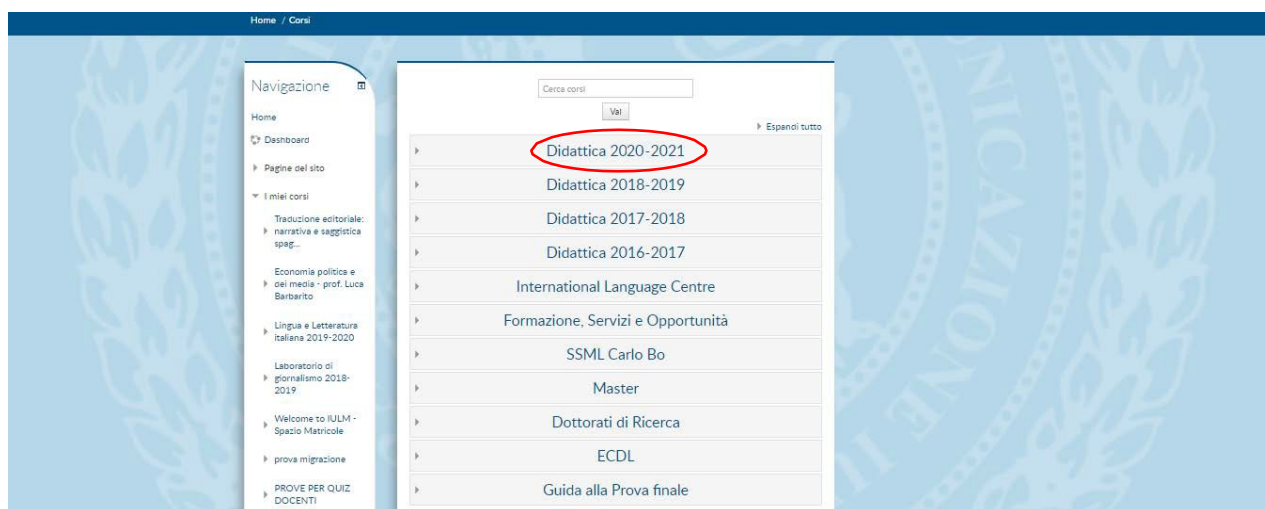 Home / Corsi
Navigazione
Home
Dashboard
Pagine del sito
I miei corsi
Traduzione editoriale:
narrativa e saggistica
spag...
Economia politica e
dei media - prof. Luca
Barbarito
Lingua e Letteratura
italiana 2019-2020
Laboratorio di
giornalismo 2018-
2019
Welcome to IULM -
Spazio Matricole
prova migrazione
PROVE PER QUIZ
DOCENTI
Cerca corsi
Vai
Espandi tutto
Didattica 2020-2021
Didattica 2018-2019
Didattica 2017-2018
Didattica 2016-2017
International Language Centre
Formazione, Servizi e Opportunità
SSML Carlo Bo
Master
Dottorati di Ricerca
ECDL
Guida alla Prova finale